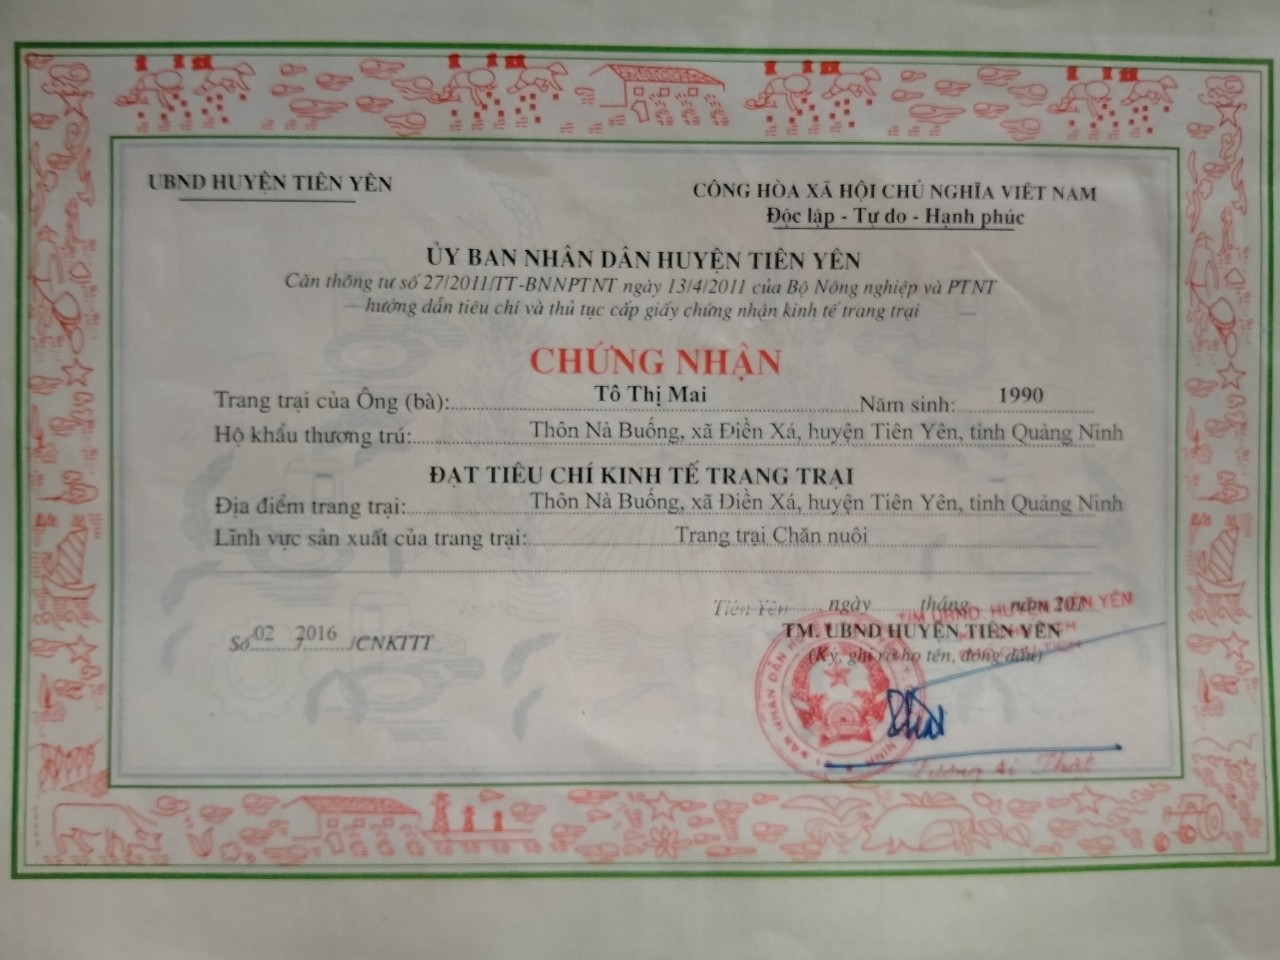 UBND HUYỆN TIÊN YÊN
CÔNG HÒA XÃ HỘI CHỦ NGHĨA VIỆT NAM
Độc lập - Tự do - Hạnh phúc
ỦY BAN NHÂN DÂN HUYỆN TIÊN YÊN
Căn thông tư số 27/2011/TT-BNNPTNT ngày 13/4/2011 của Bộ Nông nghiệp và PTNT
hướng dẫn tiêu chí và thủ tục cấp giấy chứng nhận kinh tế trang trại
CHỨNG NHẬN
Trang trại của Ông (bà): Tô Thị Mai Năm sinh: 1990
Hộ khẩu thương trú: Thôn Nà Buống, xã Điền Xá, huyện Tiên Yên, tỉnh Quảng Ninh
ĐẠT TIÊU CHÍ KINH TẾ TRANG TRẠI
Địa điểm trang trại: Thôn Nà Buống, xã Điền Xá, huyện Tiên Yên, tỉnh Quảng Ninh
Lĩnh vực sản xuất của trang trại: Trang trại Chăn nuôi
Tiên Yên ngày tháng năm 201
Số 02 / 2016 /CNKTTT
TM. UBND HUYỆN TIÊN YÊN
(Ký, ghi rõ họ tên, đóng dấu)